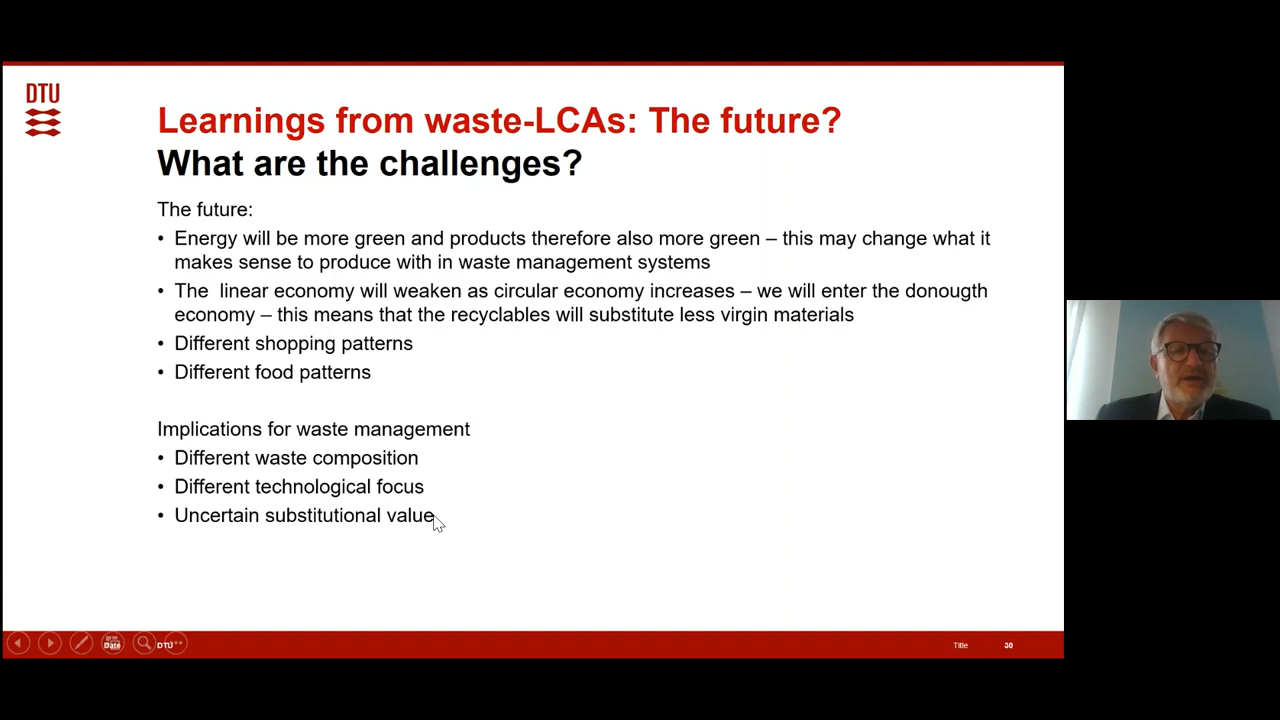 DTU
Learnings from waste-LCAs: The future?
What are the challenges?
The future:
• Energy will be more green and products therefore also more green – this may change what it
makes sense to produce with in waste management systems
• The  linear economy will weaken as circular economy increases – we will enter the donougth
economy – this means that the recyclables will substitute less virgin materials
• Different shopping patterns
• Different food patterns
Implications for waste management
• Different waste composition
• Different technological focus
• Uncertain substitutional value
Date
DTU
Title
30